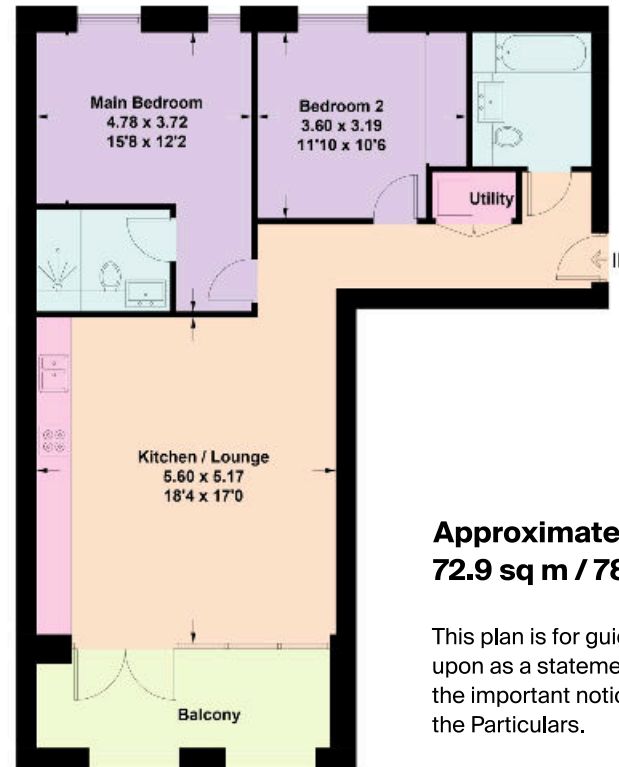 Main Bedroom
4.78 x 3.72
15'8 x 12'2
Bedroom 2
3.60 x 3.19
11'10 x 10'6
Utility
Kitchen / Lounge
5.60 x 5.17
18'4 x 17'0
Balcony
Approximate
72.9 sq m / 78
This plan is for guid
upon as a stateme
the important notic
the Particulars.